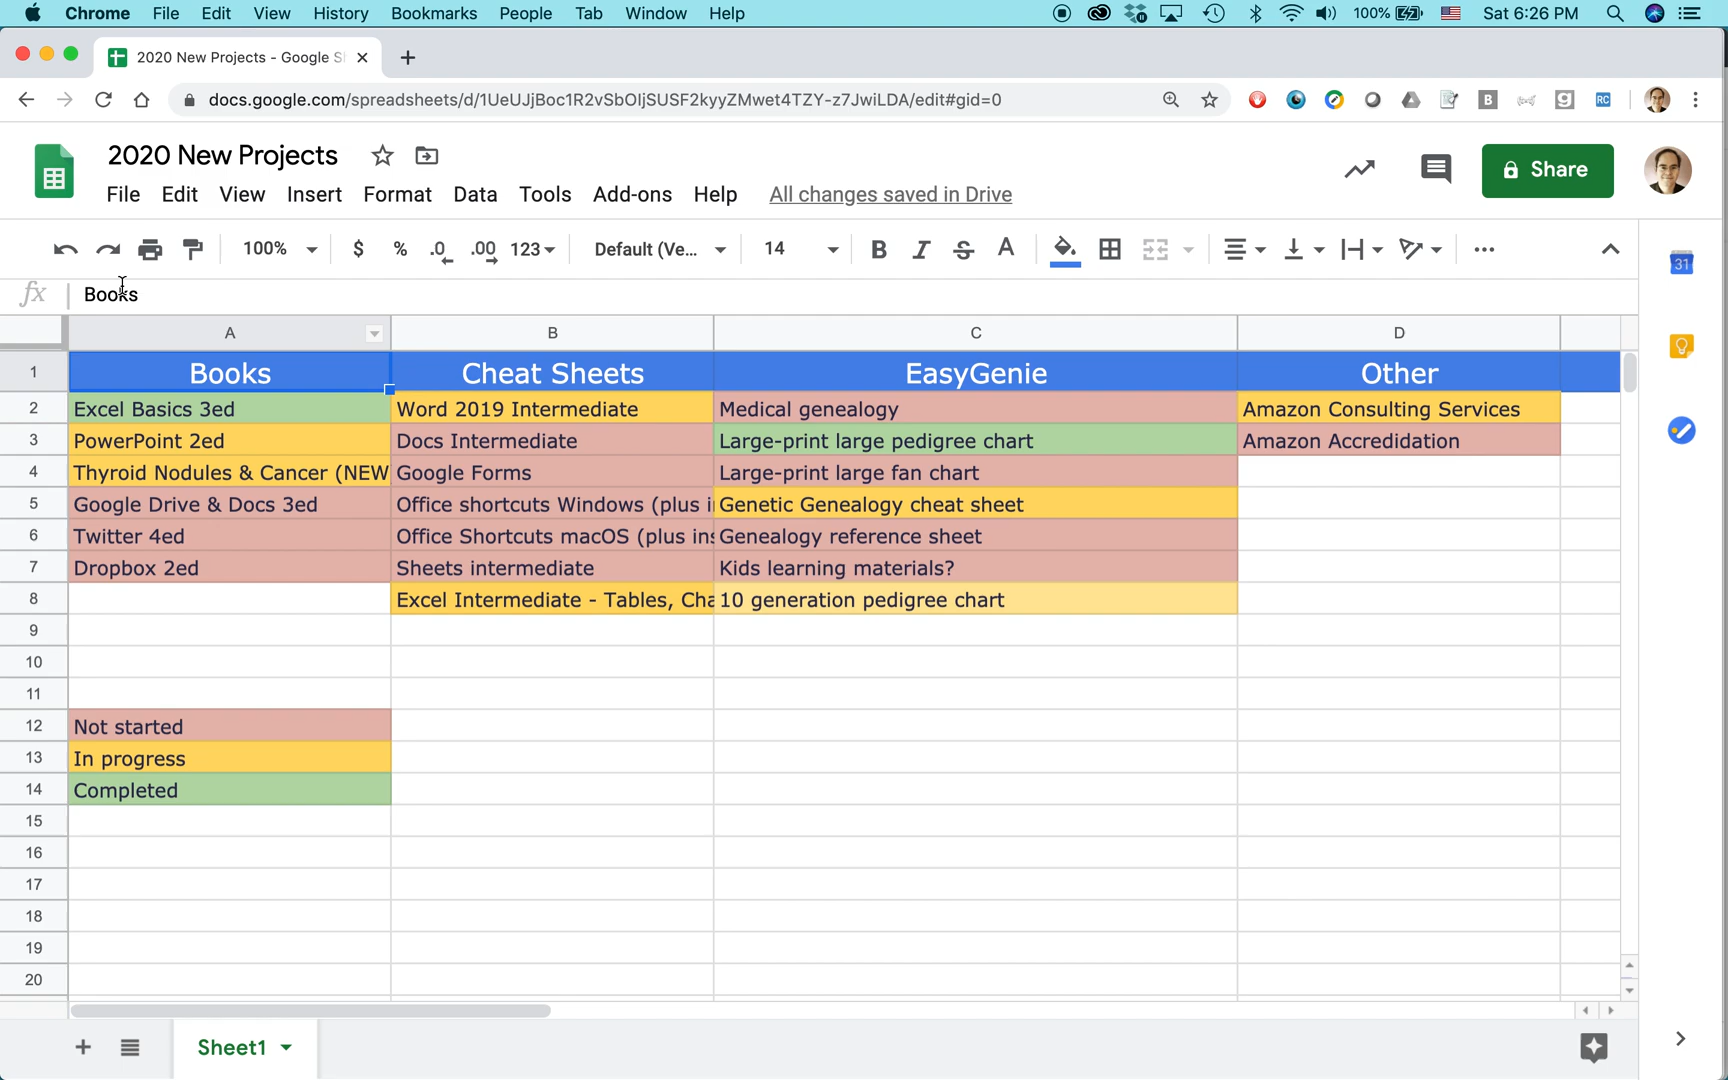 Chrome File Edit View History Bookmarks People Tab Window Help 100% Sat 6:26 PM
2020 New Projects - Google S
docs.google.com/spreadsheets/d/1UeUJjBoc1R2vSbOIjSUSF2kyyZMwet4TZY-z7JwiLDA/edit#gid=0
2020 New Projects
Share
File Edit View Insert Format Data Tools Add-ons Help All changes saved in Drive
100% $ % .0 .00 123 Default (Ve... 14 B I S A
31
fx Books
A B C D
1 Books Cheat Sheets EasyGenie Other
2 Excel Basics 3ed Word 2019 Intermediate Medical genealogy Amazon Consulting Services
3 PowerPoint 2ed Docs Intermediate Large-print large pedigree chart Amazon Accredidation
4 Thyroid Nodules & Cancer (NEW Google Forms Large-print large fan chart
5 Google Drive & Docs 3ed Office shortcuts Windows (plus i Genetic Genealogy cheat sheet
6 Twitter 4ed Office Shortcuts macOS (plus ins Genealogy reference sheet
7 Dropbox 2ed Sheets intermediate Kids learning materials?
8 Excel Intermediate - Tables, Cha 10 generation pedigree chart
9
10
11
12 Not started
13 In progress
14 Completed
15
16
17
18
19
20
Sheet1